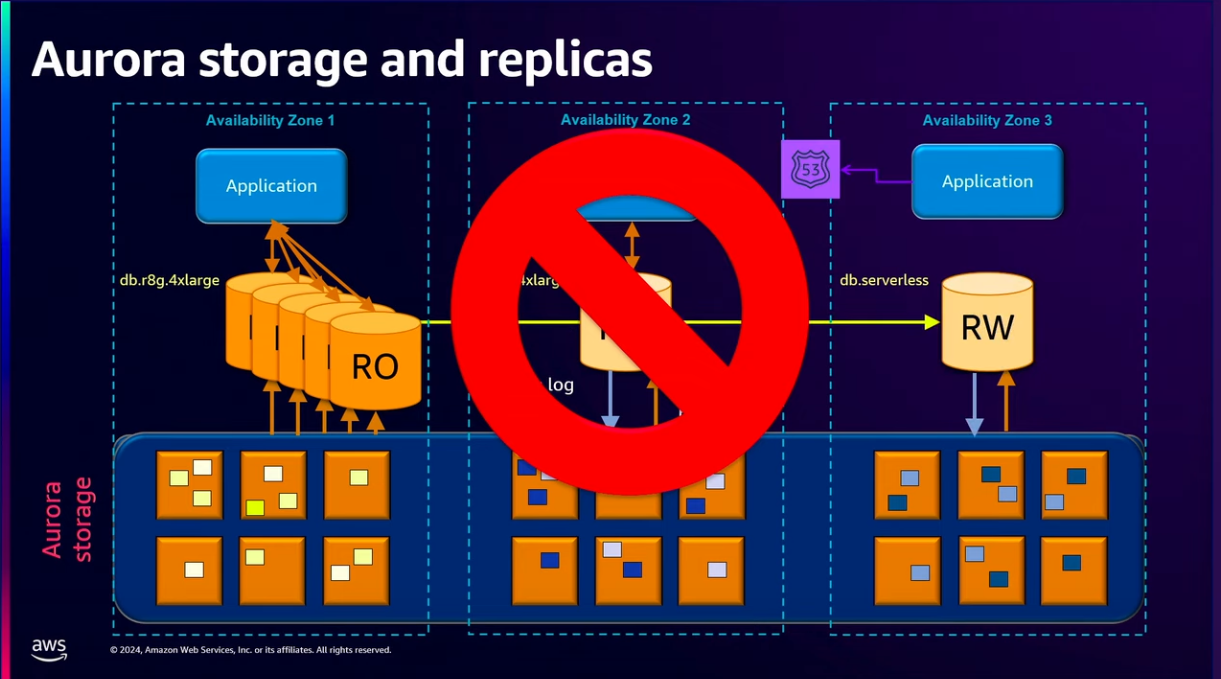 Aurora storage and replicas
Availability Zone 1
Availability Zone 2
Availability Zone 3
Application
53
Application
db.r8g.4xlarge
db.serverless
RO
RW
log
Aurora
storage
aws
© 2024, Amazon Web Services, Inc. or its affiliates. All rights reserved.